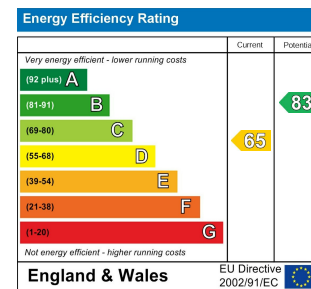 Energy Efficiency Rating
Current Potentia
Very energy efficient - lower running costs
(92 plus) A
(81-91) B
83
(69-80) C
65
(55-68) D
(39-54) E
(21-38) F
(1-20) G
Not energy efficient - higher running costs
England & Wales
EU Directive
2002/91/EC